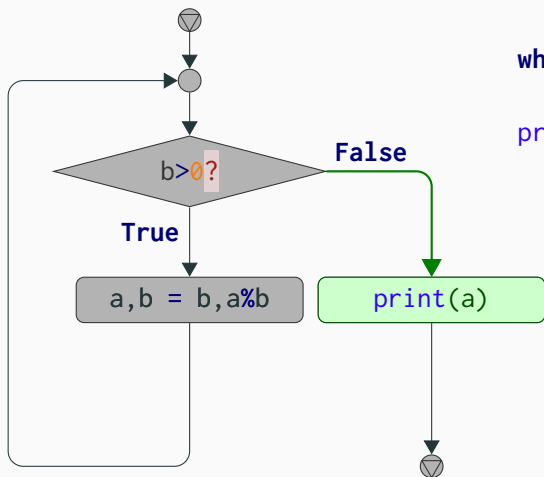 wh
b>0?
pr
False
True
a,b = b,a%b
print(a)